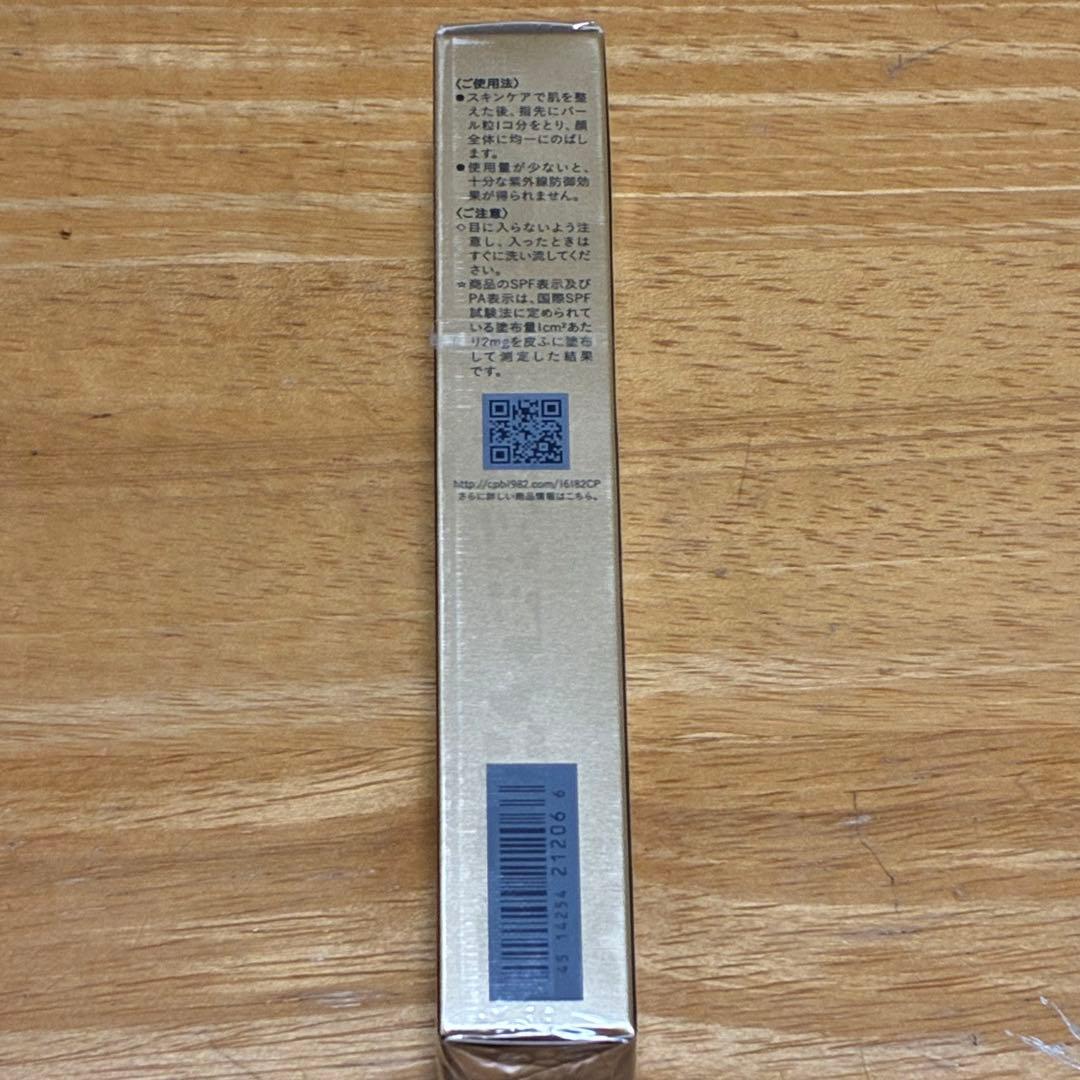 〈ご使用法〉
●スキンケアで肌を整
えた後、指先にパー
ル粒1コ分をとり、顔
全体に均一にのばし
ます。
●使用量が少ないと、
十分な紫外線防御効
果が得られません。
〈ご注意〉
◇目に入らないよう注
意し、入ったときは
すぐに洗い流してくだ
さい。
☆商品のSPF表示及び
PA表示は、国際SPF
試験法に定められて
いる塗布量1cm²あた
り2mgを皮ふに塗布
して測定した結果
です。
http://cpb1982.com/16182CP
さらに詳しい商品情報はこちら。
45 14254 21206 6